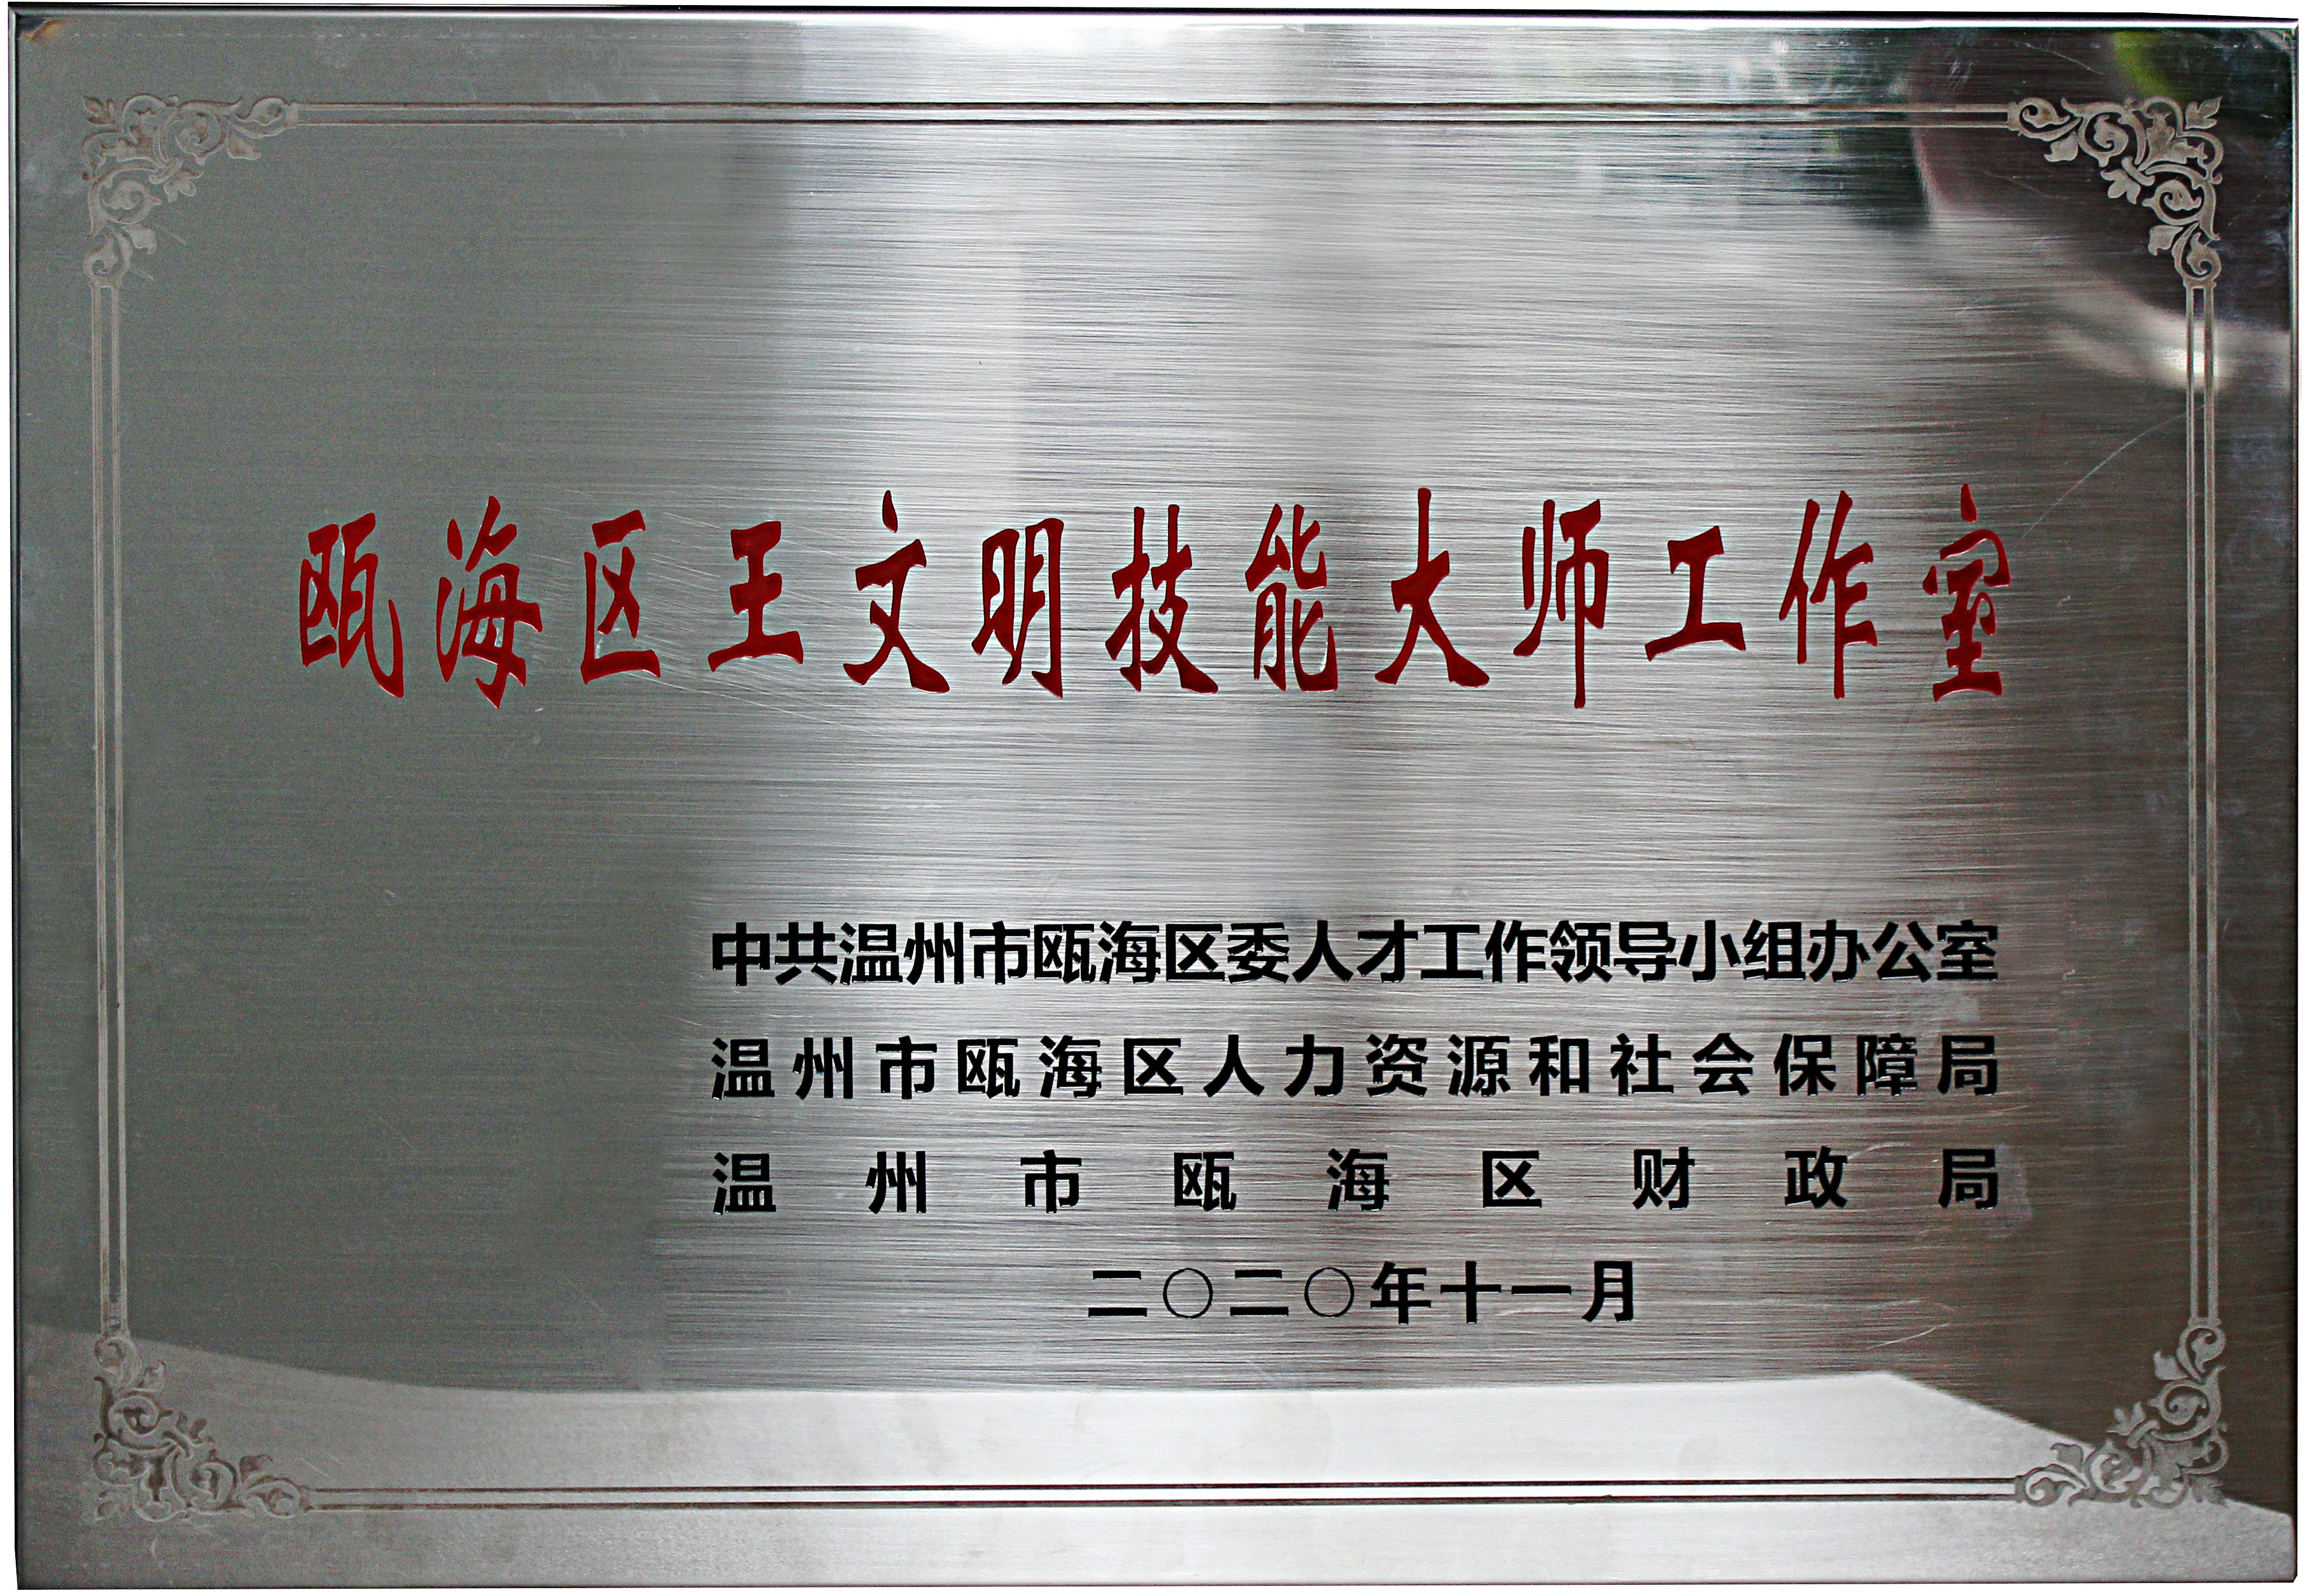 瓯海区王文明技能大师工作室
中共温州市瓯海区委人才工作领导小组办公室
温州市瓯海区人力资源和社会保障局
温州市瓯海区财政局
二〇二〇年十一月